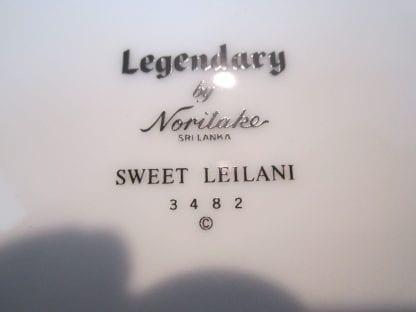 Legendary
by
Noritake
SRI LANKA
SWEET LEILANI
3482
©